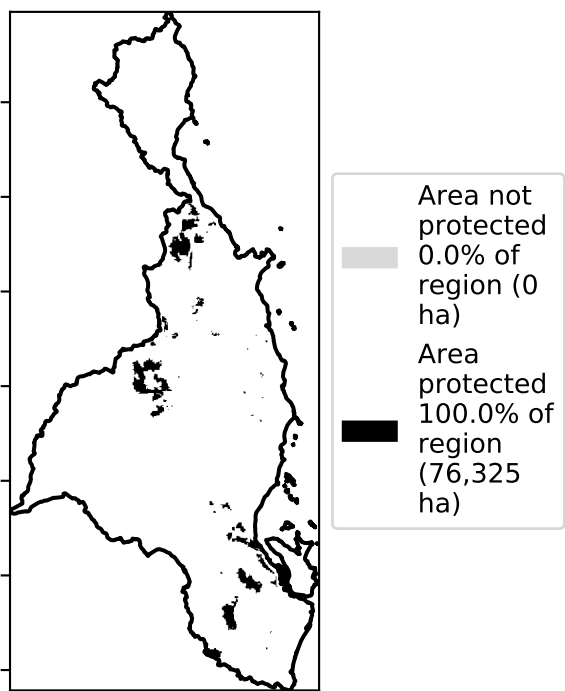 Area not
protected
0.0% of
region (0
ha)
Area
protected
100.0% of
region
(76,325
ha)